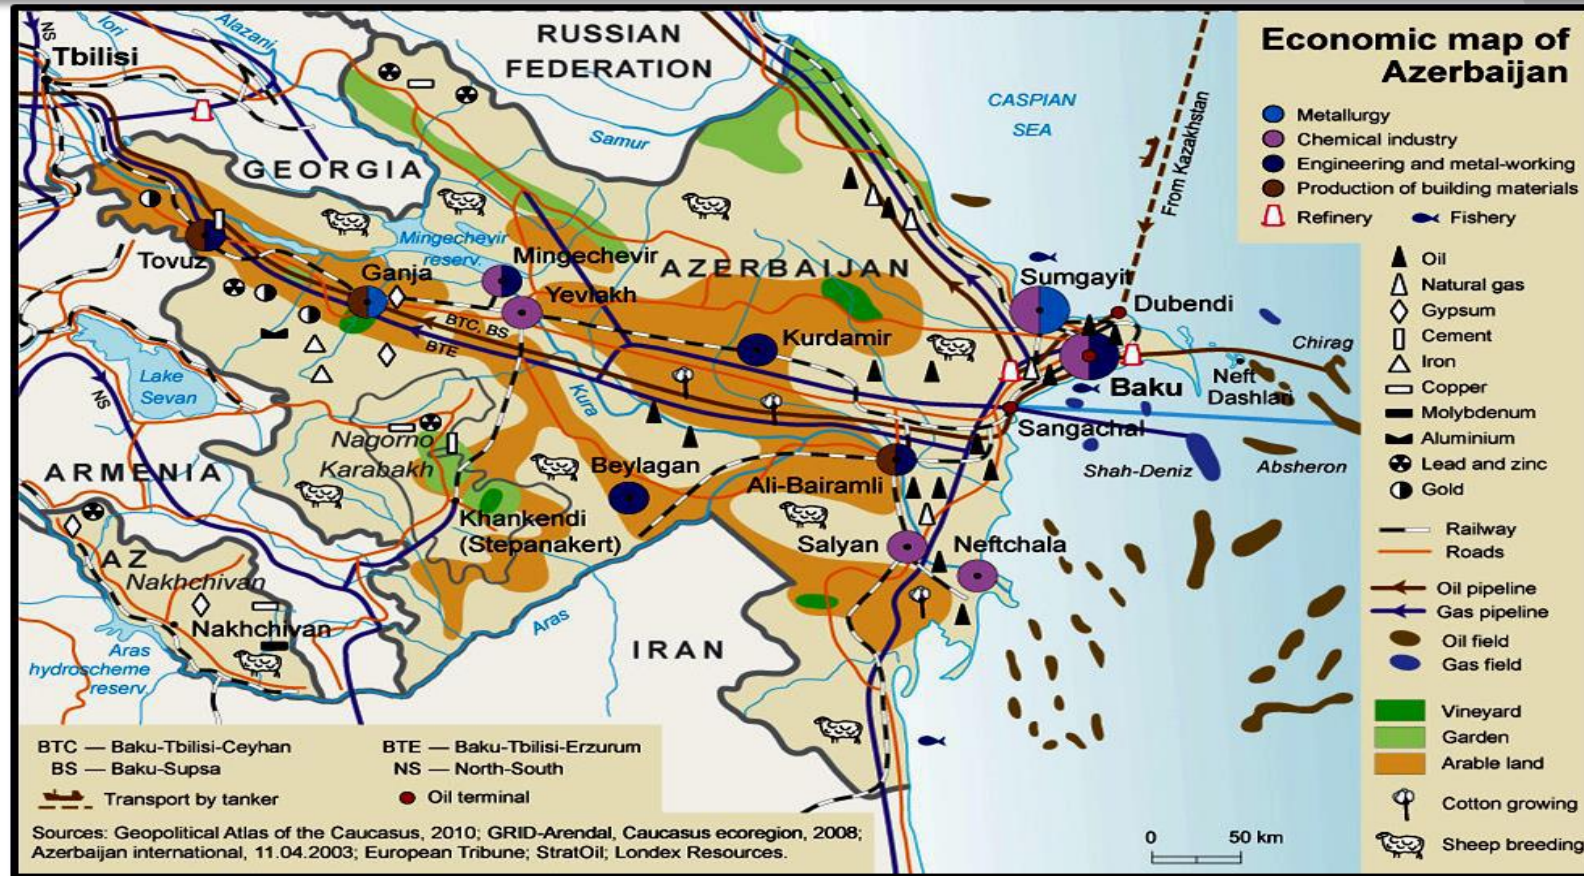 NS
Iori
Alazani
Tbilisi
RUSSIAN
FEDERATION
Samur
GEORGIA
CASPIAN
SEA
From Kazakhstan
Economic map of
Azerbaijan
Metallurgy
Chemical industry
Engineering and metal-working
Production of building materials
Refinery
Fishery
Oil
Natural gas
Gypsum
Cement
Iron
Copper
Molybdenum
Aluminium
Lead and zinc
Gold
Railway
Roads
Oil pipeline
Gas pipeline
Oil field
Gas field
Vineyard
Garden
Arable land
Cotton growing
Sheep breeding
Mingechevir
reserv.
Tovuz
Ganja
Mingechevir
Yevlakh
AZERBAIJAN
Sumgayit
Dubendi
BTC, BS
BTE
Kurdamir
Chirag
Lake
Sevan
NS
Kura
Baku
Neft
Dashlari
Sangachal
Nagorno
Karabakh
ARMENIA
Beylagan
Ali-Bairamli
Shah-Deniz
Absheron
Khankendi
(Stepanakert)
Salyan
Neftchala
AZ
Nakhchivan
Nakhchivan
Aras
IRAN
Aras
hydroscheme
reserv.
BTC — Baku-Tbilisi-Ceyhan
BS — Baku-Supsa
Transport by tanker
BTE — Baku-Tbilisi-Erzurum
NS — North-South
Oil terminal
0 50 km
Sources: Geopolitical Atlas of the Caucasus, 2010; GRID-Arendal, Caucasus ecoregion, 2008;
Azerbaijan international, 11.04.2003; European Tribune; StratOil; Londex Resources.